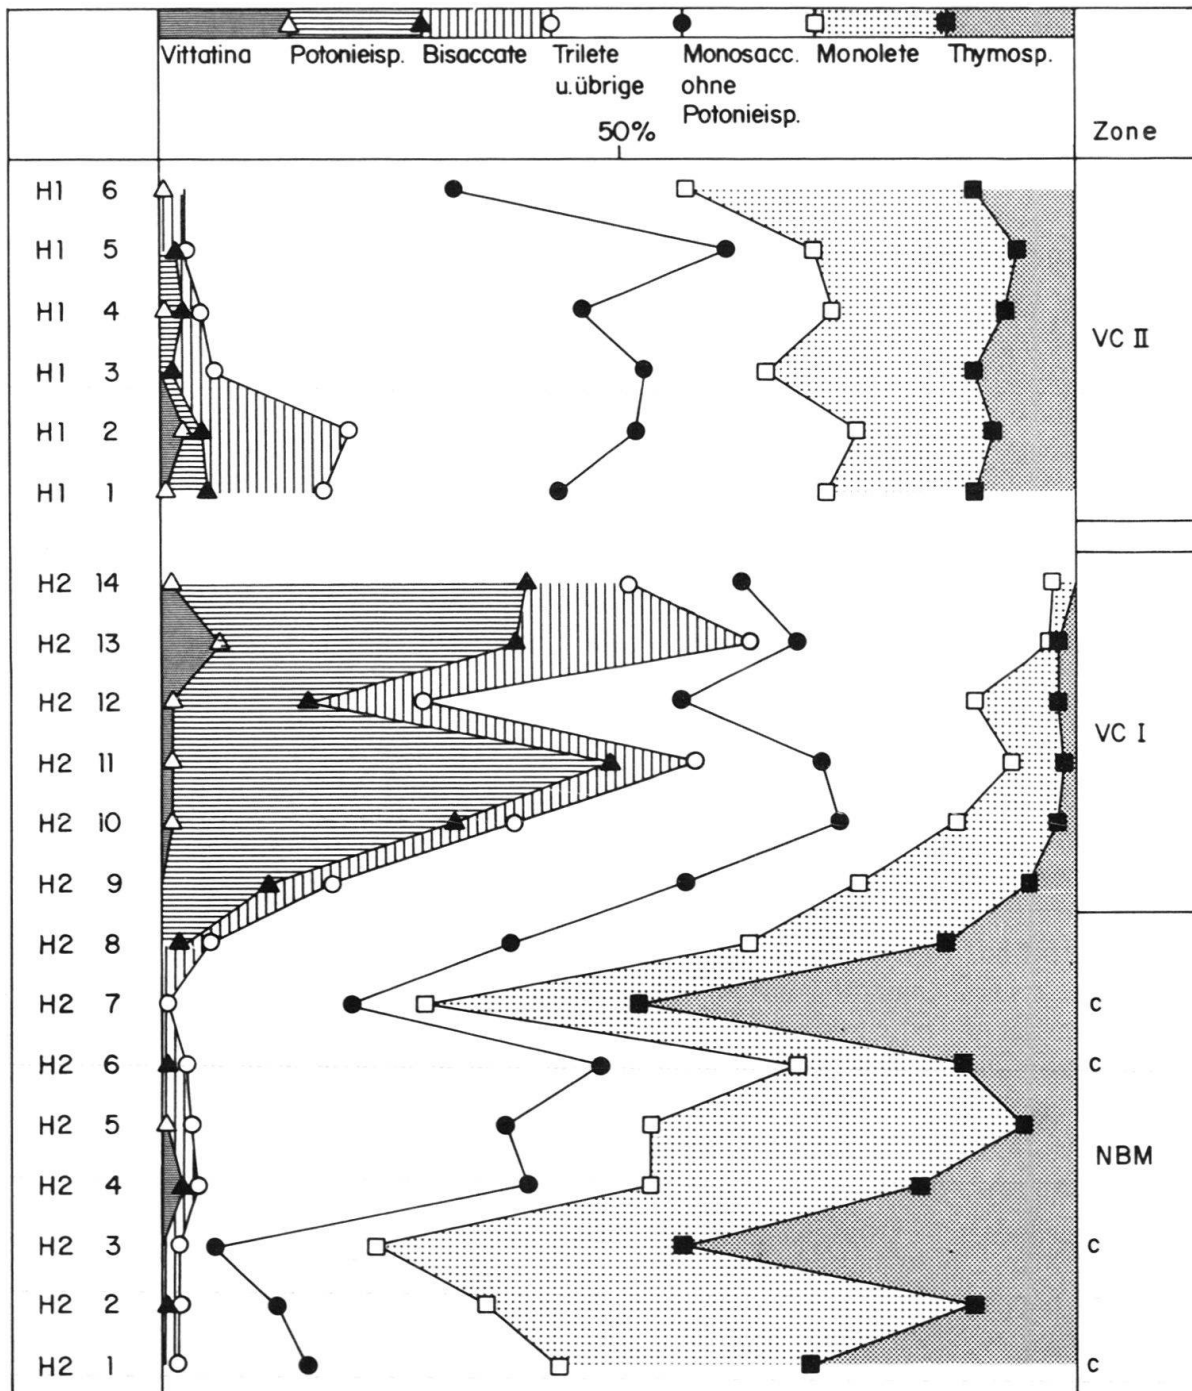 Vittatina Potonieisp. Bisaccate Trilete Monosacc. Monolete Thymosp.
u.übrige ohne
Potonieisp.
50% Zone
H1 6
H1 5
H1 4
H1 3 VC II
H1 2
H1 1
H2 14
H2 13
H2 12
H2 11 VC I
H2 10
H2 9
H2 8
H2 7 c
H2 6 c
H2 5
H2 4 NBM
H2 3 c
H2 2
H2 1 c